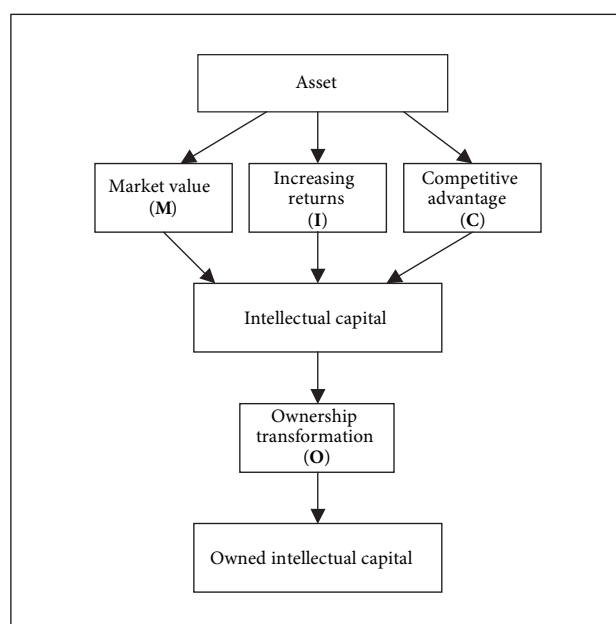 Asset
Market value
(M)
Increasing
returns
(I)
Competitive
advantage
(C)
Intellectual capital
Ownership
transformation
(O)
Owned intellectual capital